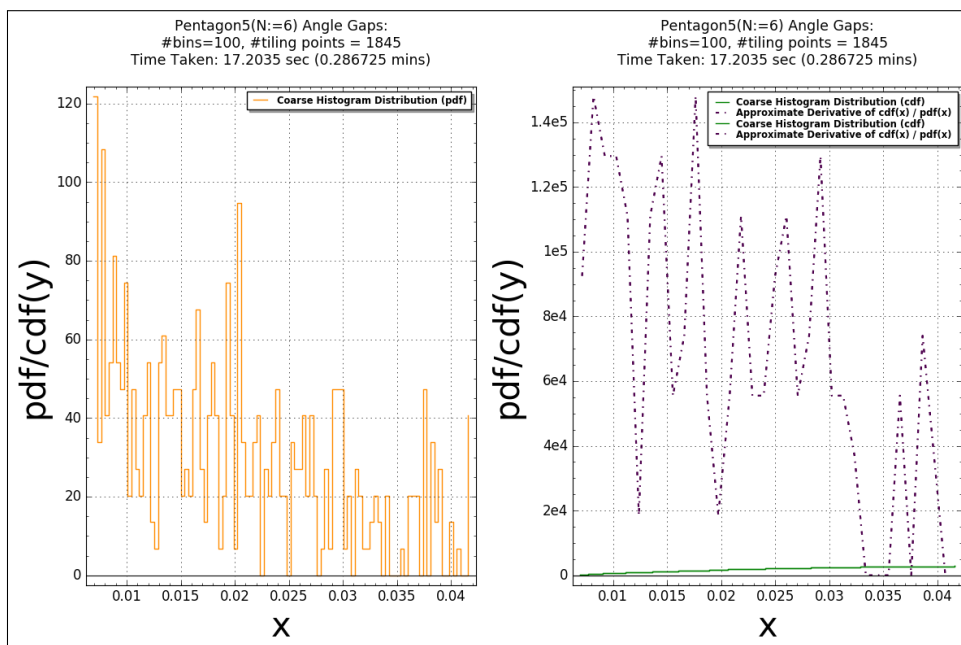 Pentagon5(N:=6) Angle Gaps:
#bins=100, #tiling points = 1845
Time Taken: 17.2035 sec (0.286725 mins)
Coarse Histogram Distribution (pdf)
120
100
80
60
40
20
0
pdf/cdf(y)
0.01
0.015
0.02
0.025
0.03
0.035
0.04
x
Pentagon5(N:=6) Angle Gaps:
#bins=100, #tiling points = 1845
Time Taken: 17.2035 sec (0.286725 mins)
Coarse Histogram Distribution (cdf)
Approximate Derivative of cdf(x) / pdf(x)
Coarse Histogram Distribution (cdf)
Approximate Derivative of cdf(x) / pdf(x)
1.4e5
1.2e5
1e5
8e4
6e4
4e4
2e4
0
pdf/cdf(y)
0.01
0.015
0.02
0.025
0.03
0.035
0.04
x